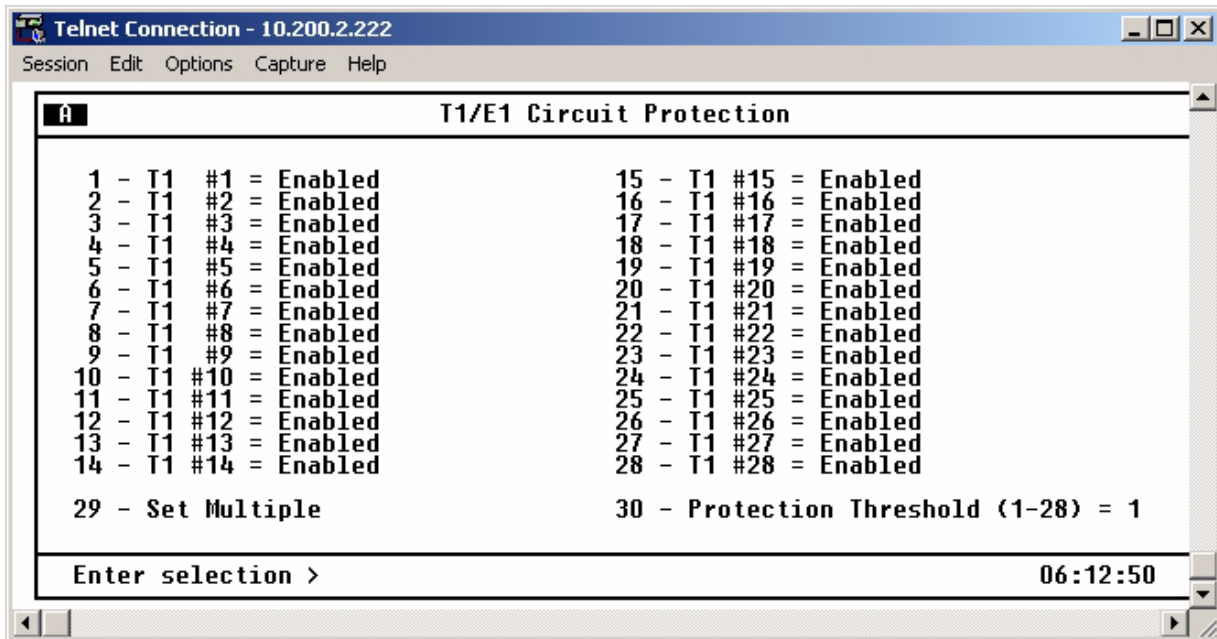 Telnet Connection - 10.200.2.222
Session Edit Options Capture Help
A T1/E1 Circuit Protection
1 - T1 #1 = Enabled 15 - T1 #15 = Enabled
2 - T1 #2 = Enabled 16 - T1 #16 = Enabled
3 - T1 #3 = Enabled 17 - T1 #17 = Enabled
4 - T1 #4 = Enabled 18 - T1 #18 = Enabled
5 - T1 #5 = Enabled 19 - T1 #19 = Enabled
6 - T1 #6 = Enabled 20 - T1 #20 = Enabled
7 - T1 #7 = Enabled 21 - T1 #21 = Enabled
8 - T1 #8 = Enabled 22 - T1 #22 = Enabled
9 - T1 #9 = Enabled 23 - T1 #23 = Enabled
10 - T1 #10 = Enabled 24 - T1 #24 = Enabled
11 - T1 #11 = Enabled 25 - T1 #25 = Enabled
12 - T1 #12 = Enabled 26 - T1 #26 = Enabled
13 - T1 #13 = Enabled 27 - T1 #27 = Enabled
14 - T1 #14 = Enabled 28 - T1 #28 = Enabled
29 - Set Multiple 30 - Protection Threshold (1-28) = 1
Enter selection > 06:12:50